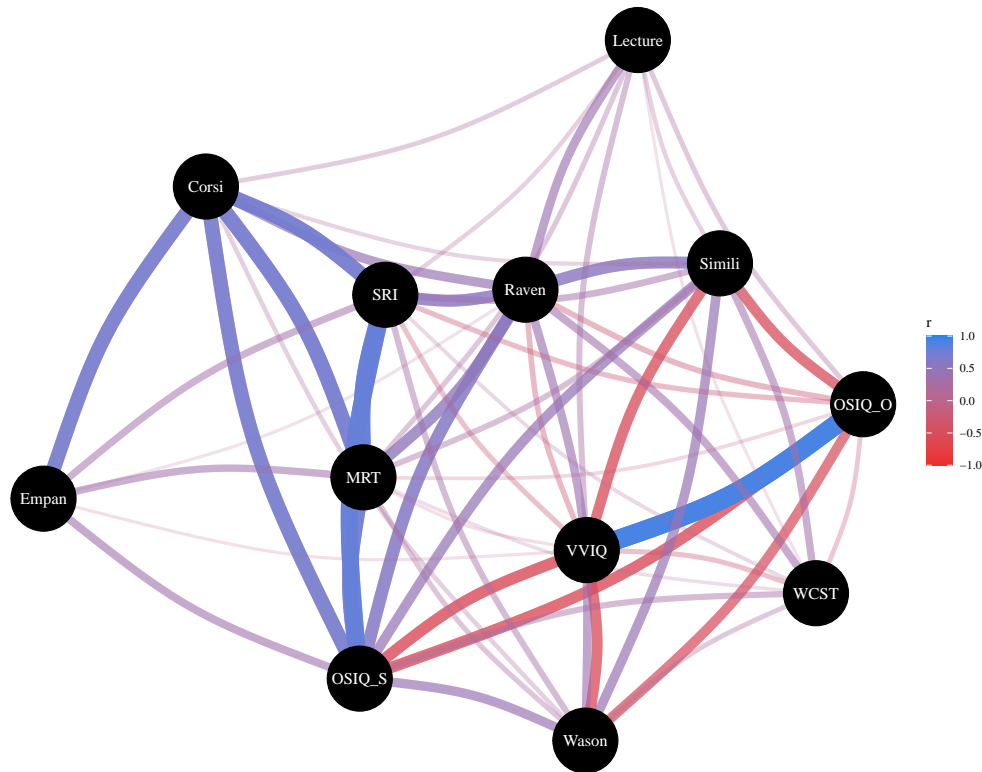 Lecture
Corsi
Simili
SRI
Raven
r
1.0
0.5
0.0
−0.5
−1.0
OSIQ_O
MRT
Empan
VVIQ
WCST
OSIQ_S
Wason